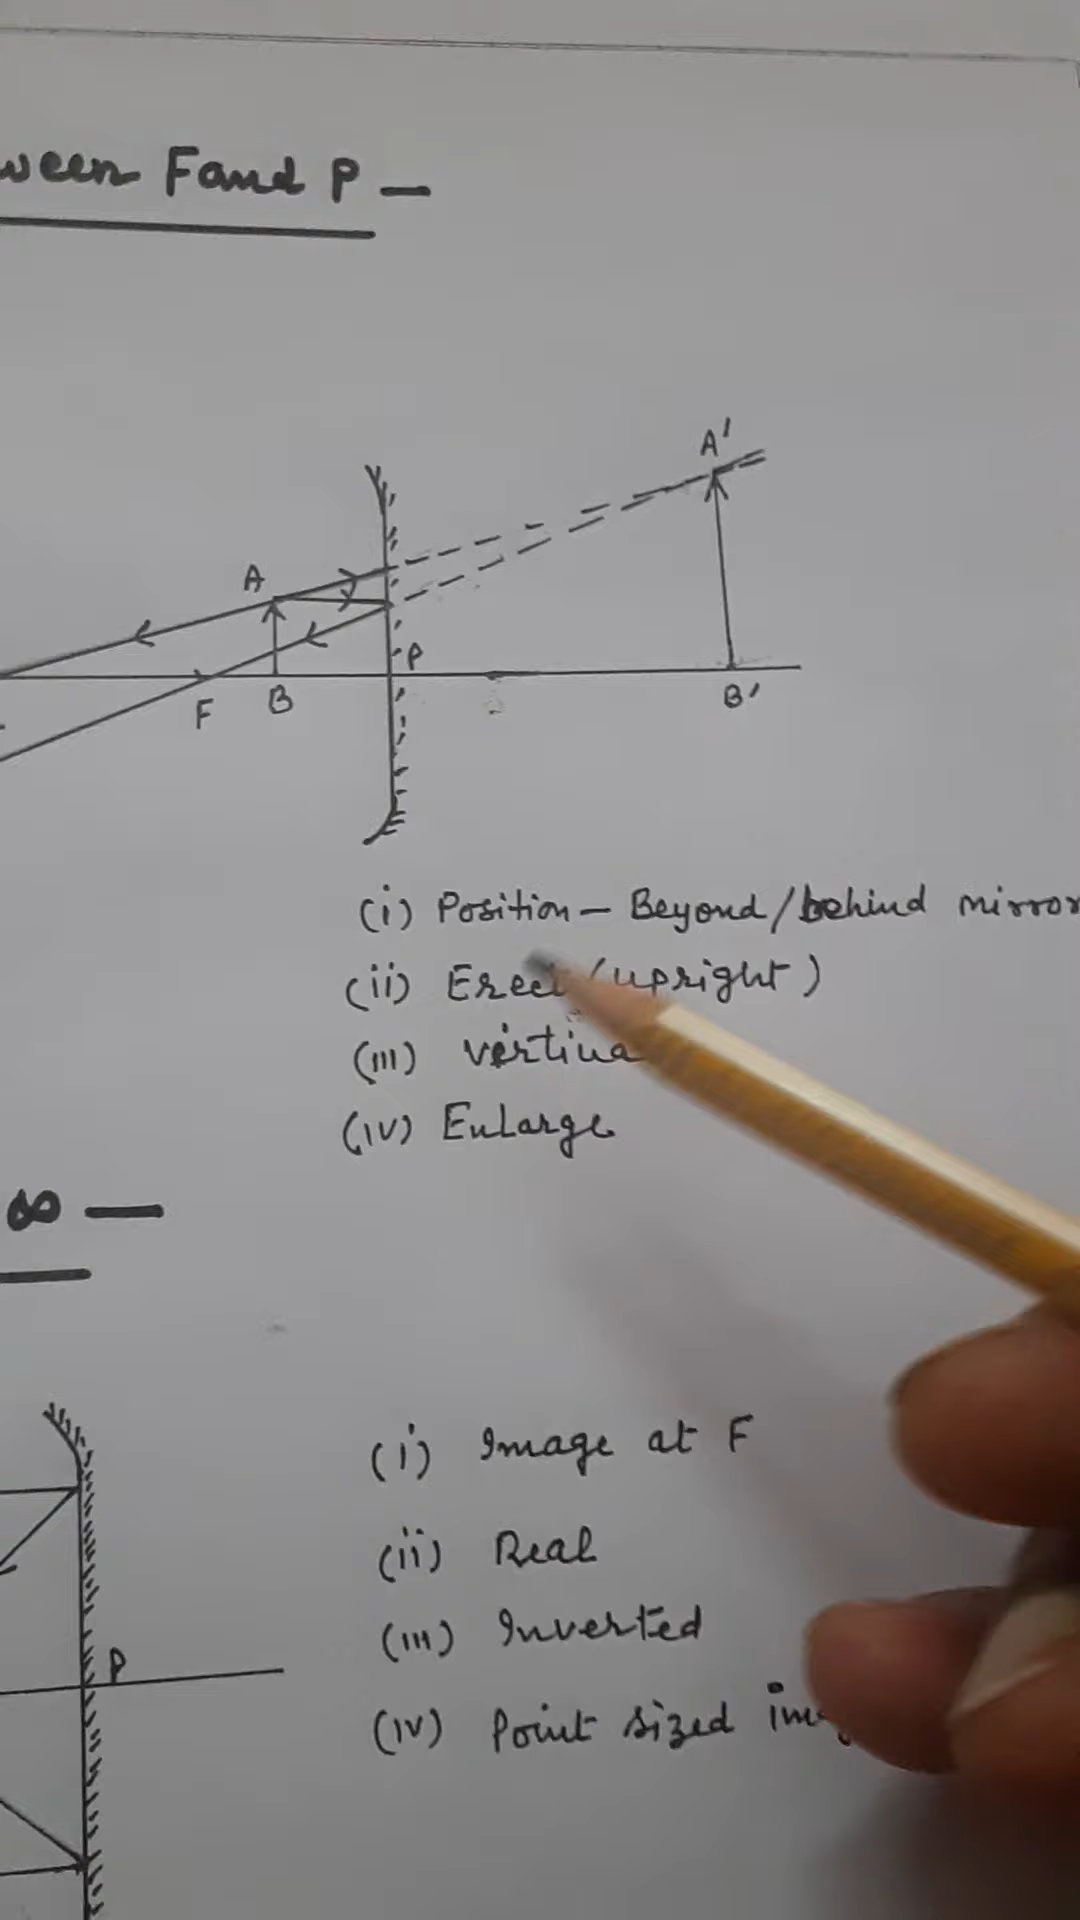 ween F and P –
A'
A
P
F
B
B'
(i) Position – Beyond/behind mirror
(ii) Erect (upright)
(iii)
(iv) Enlarge
∞ –
(i) Image at F
(ii) Real
P
(iii) Inverted
(iv) Point sized